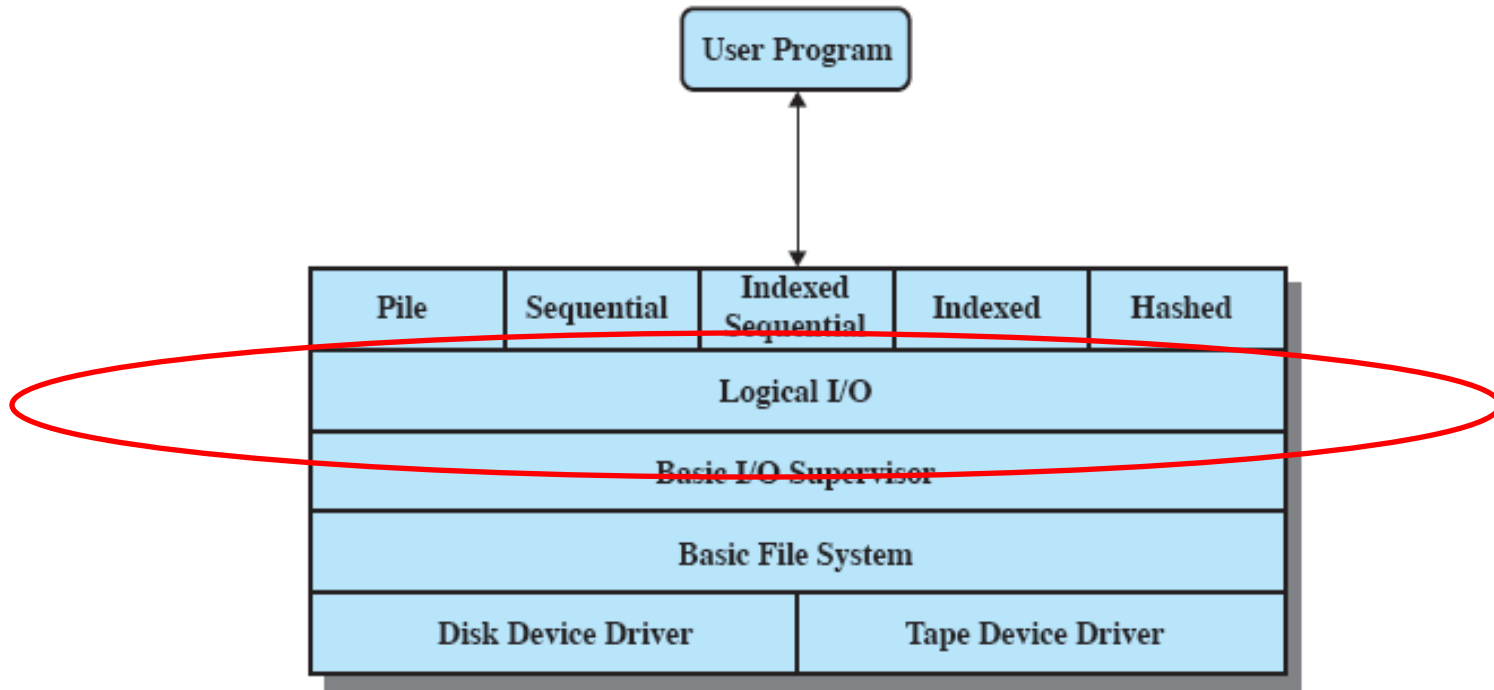 User Program
Pile
Sequential
Indexed
Sequential
Indexed
Hashed
Logical I/O
Basic I/O Supervisor
Basic File System
Disk Device Driver
Tape Device Driver